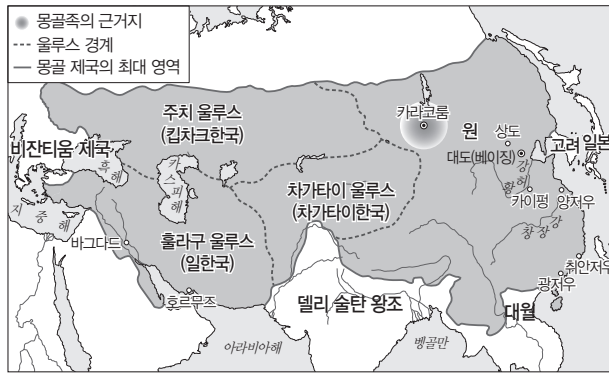 몽골족의 근거지
울루스 경계
몽골 제국의 최대 영역
주치 울루스
(킵차크한국)
카라코룸
원
상도
고려
일본
대도(베이징)
비잔티움 제국
흑해
카스피해
차가타이 울루스
(차가타이한국)
황허강
카이펑
양저우
지중해
바그다드
훌라구 울루스
(일한국)
창장강
취안저우
광저우
호르무즈
델리 술탄 왕조
대월
아라비아해
벵골만